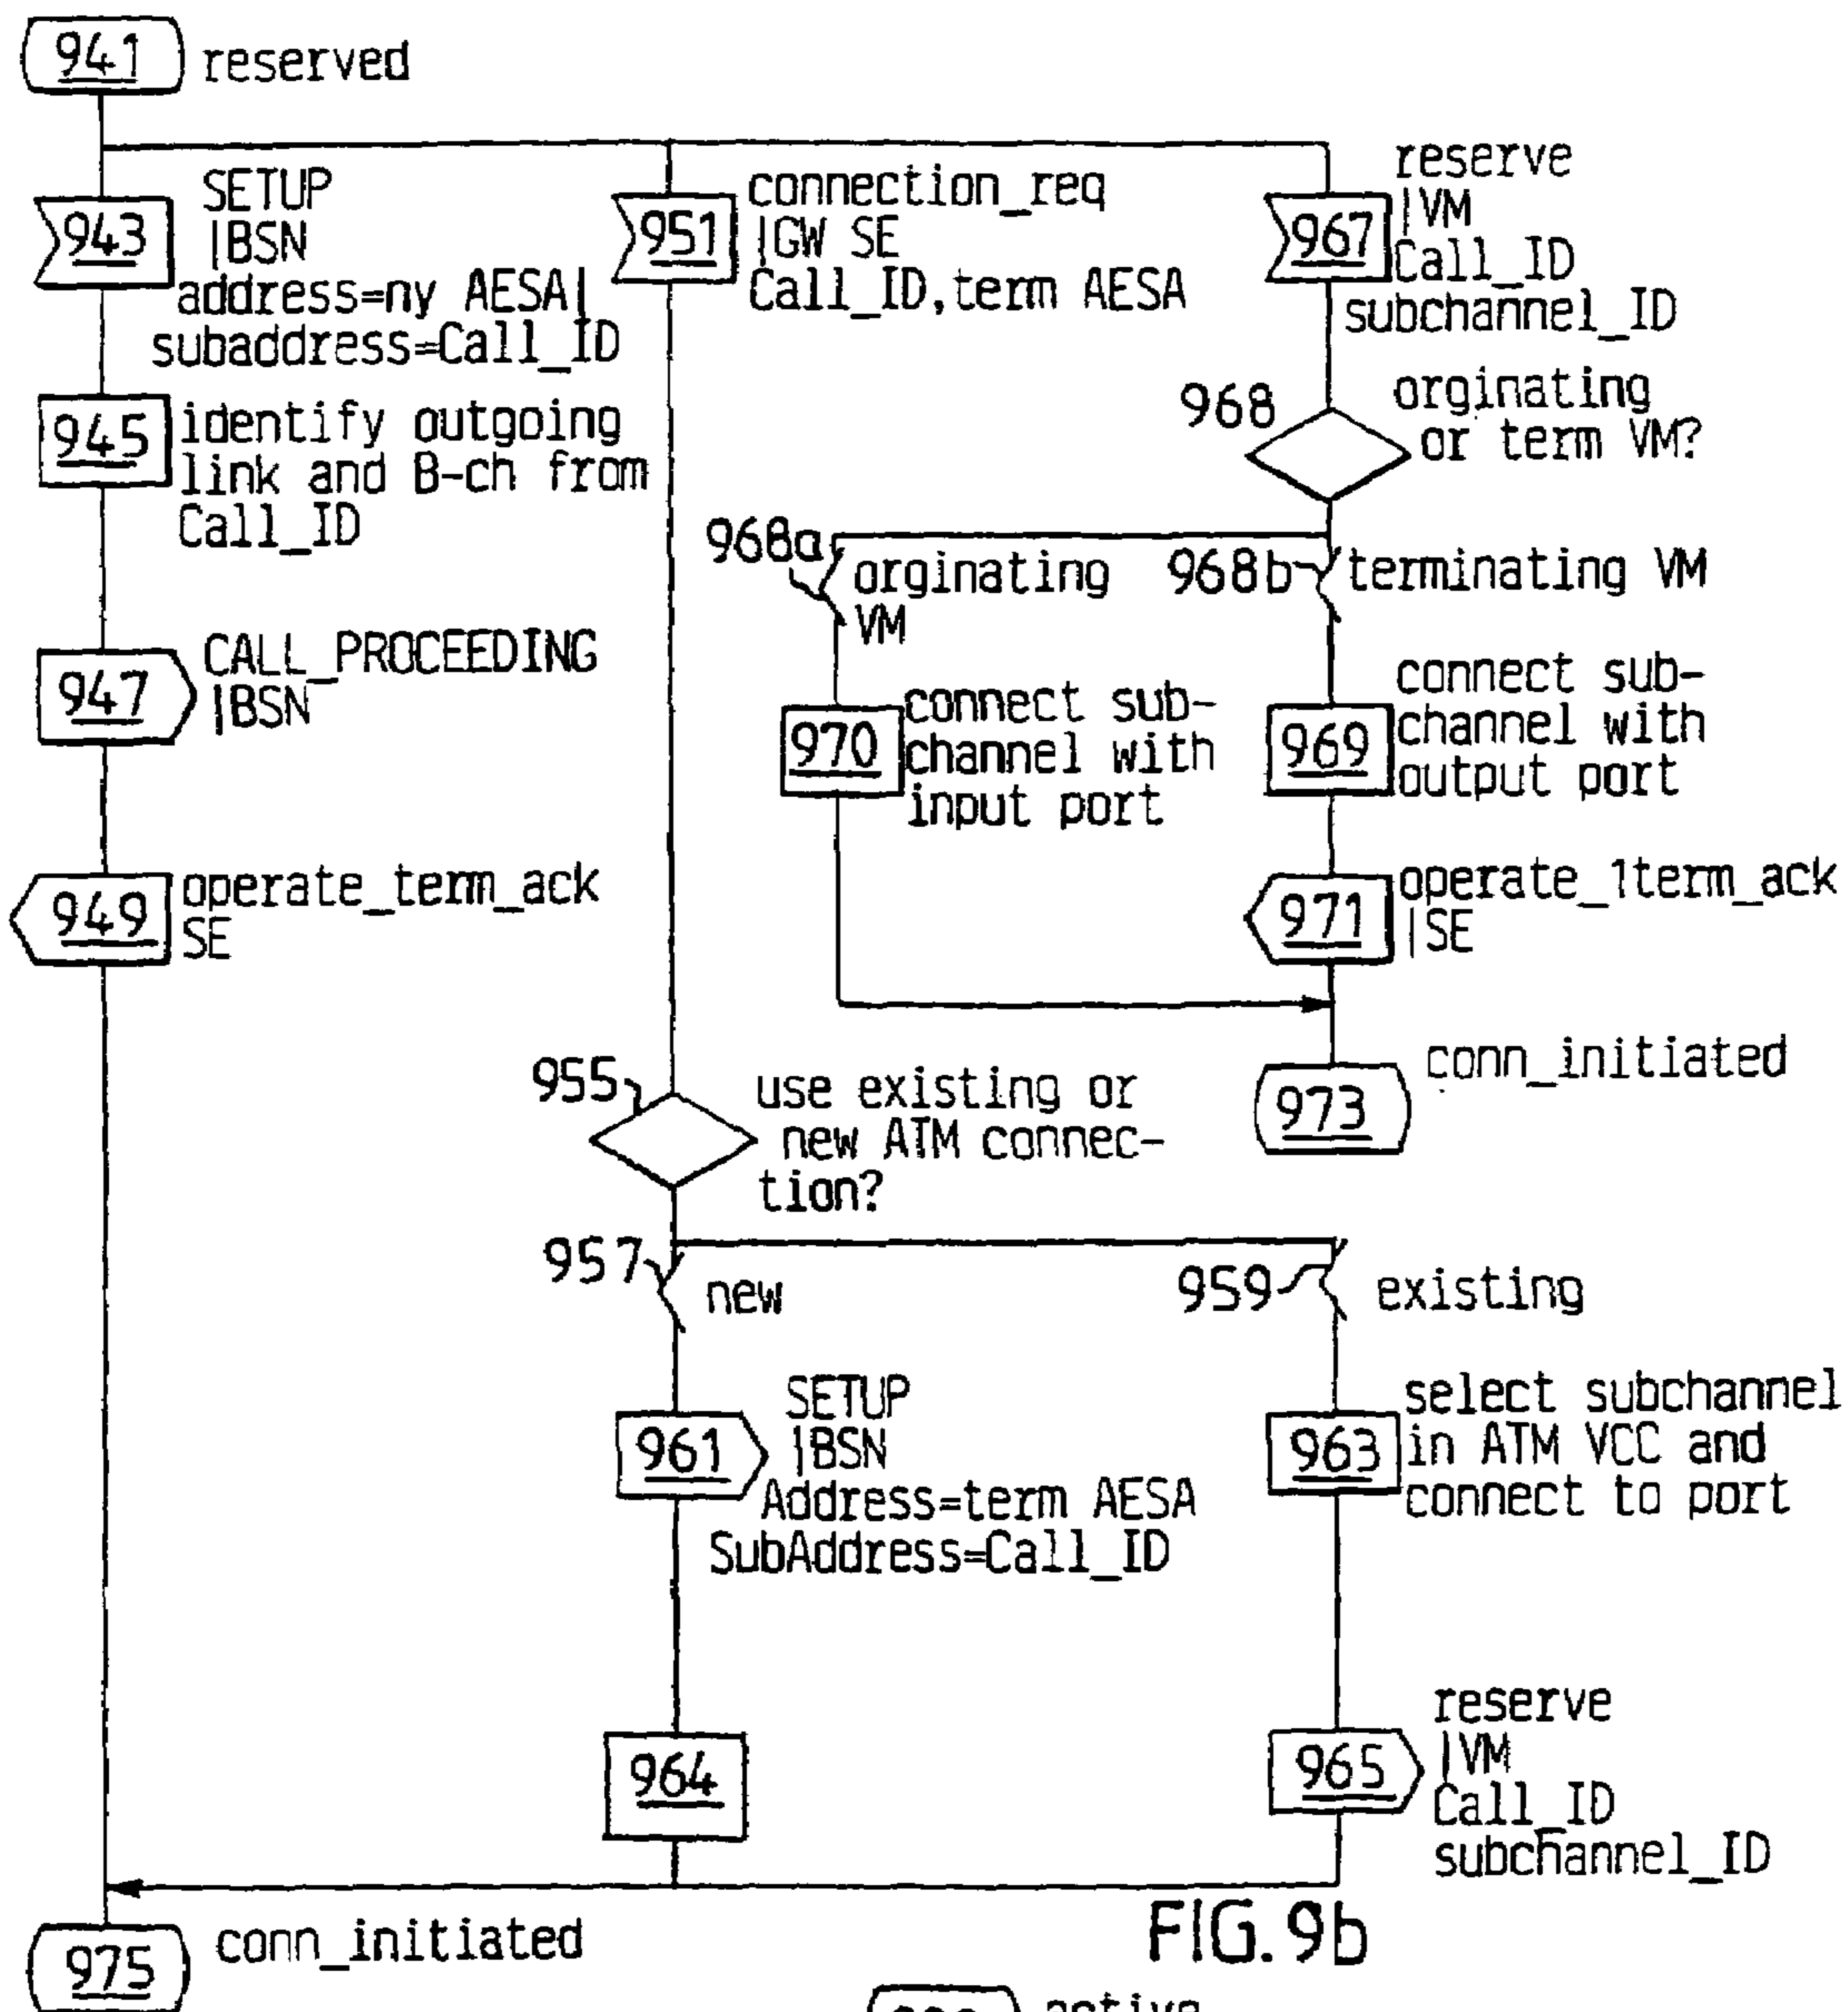 941 reserved
943
SETUP
|BSN
address=ny AESA|
subaddress=Call_ID
951
connection_req
|GW SE
Call_ID,term AESA
967
reserve
|VM
Call_ID
subchannel_ID
945
identify outgoing
link and B-ch from
Call_ID
968
orginating
or term VM?
968a
orginating
VM
968b
terminating VM
947
CALL_PROCEEDING
|BSN
970
connect sub-
channel with
input port
969
connect sub-
channel with
output port
949
operate_term_ack
SE
971
operate_1term_ack
|SE
973
conn_initiated
955
use existing or
new ATM connec-
tion?
957
new
959
existing
961
SETUP
|BSN
Address=term AESA
SubAddress=Call_ID
963
select subchannel
in ATM VCC and
connect to port
964
965
reserve
|VM
Call_ID
subchannel_ID
975
conn_initiated
FIG. 9b
active